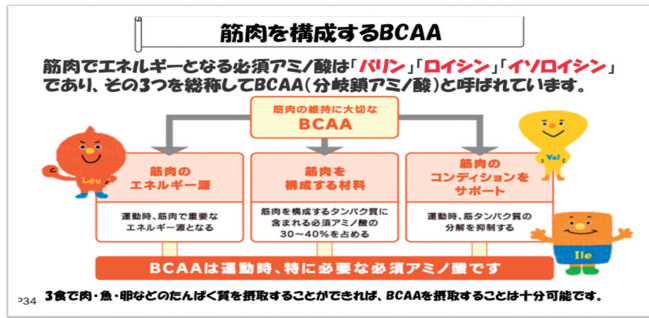 筋肉を構成するBCAA
筋肉でエネルギーとなる必須アミノ酸は「バリン」「ロイシン」「イソロイシン」
であり、その3つを総称してBCAA(分岐鎖アミノ酸)と呼ばれています。
筋肉の維持に大切な
BCAA
筋肉の
エネルギー源
運動時、筋肉で重要な
エネルギー源となる
筋肉を
構成する材料
筋肉を構成するタンパク質に
含まれる必須アミノ酸の
30〜40%を占める
筋肉の
コンディションを
サポート
運動時、筋タンパク質の
分解を抑制する
Leu
Val
Ile
BCAAは運動時、特に必要な必須アミノ酸です
3食で肉・魚・卵などのたんぱく質を摂取することができれば、BCAAを摂取することは十分可能です。
P34